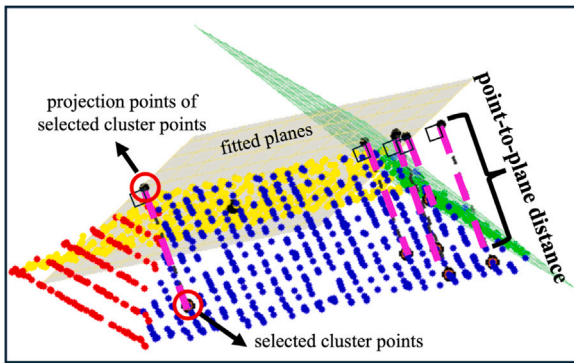 projection points of
selected cluster points
fitted planes
point-to-plane distance
selected cluster points